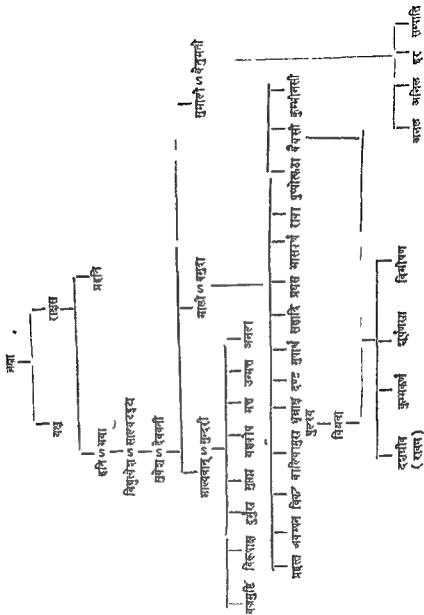 ब्रह्मा
यक्ष राक्षस
हेति ऽ भया प्रहेति
विद्युत्केश ऽ सालकटङ्कटा
सुकेश ऽ देववती
माल्यवान् ऽ सुन्दरी माली ऽ वसुदा सुमाली ऽ केतुमती
वज्रमुष्टि विरूपाक्ष दुर्मुख सुप्तघ्न यज्ञकोप मत्त उन्मत्त अनला
प्रहस्त अकम्पन विकट कालिकामुख धूम्राक्ष दण्ड सुपार्श्व सह्लादि प्रघस भासकर्ण राका पुष्पोत्कटा कैकसी कुम्भीनसी
पुलस्त्य
विश्रवा
दशग्रीव कुम्भकर्ण शूर्पणखा विभीषण
(रावण)
अनल अनिल हर सम्पाति